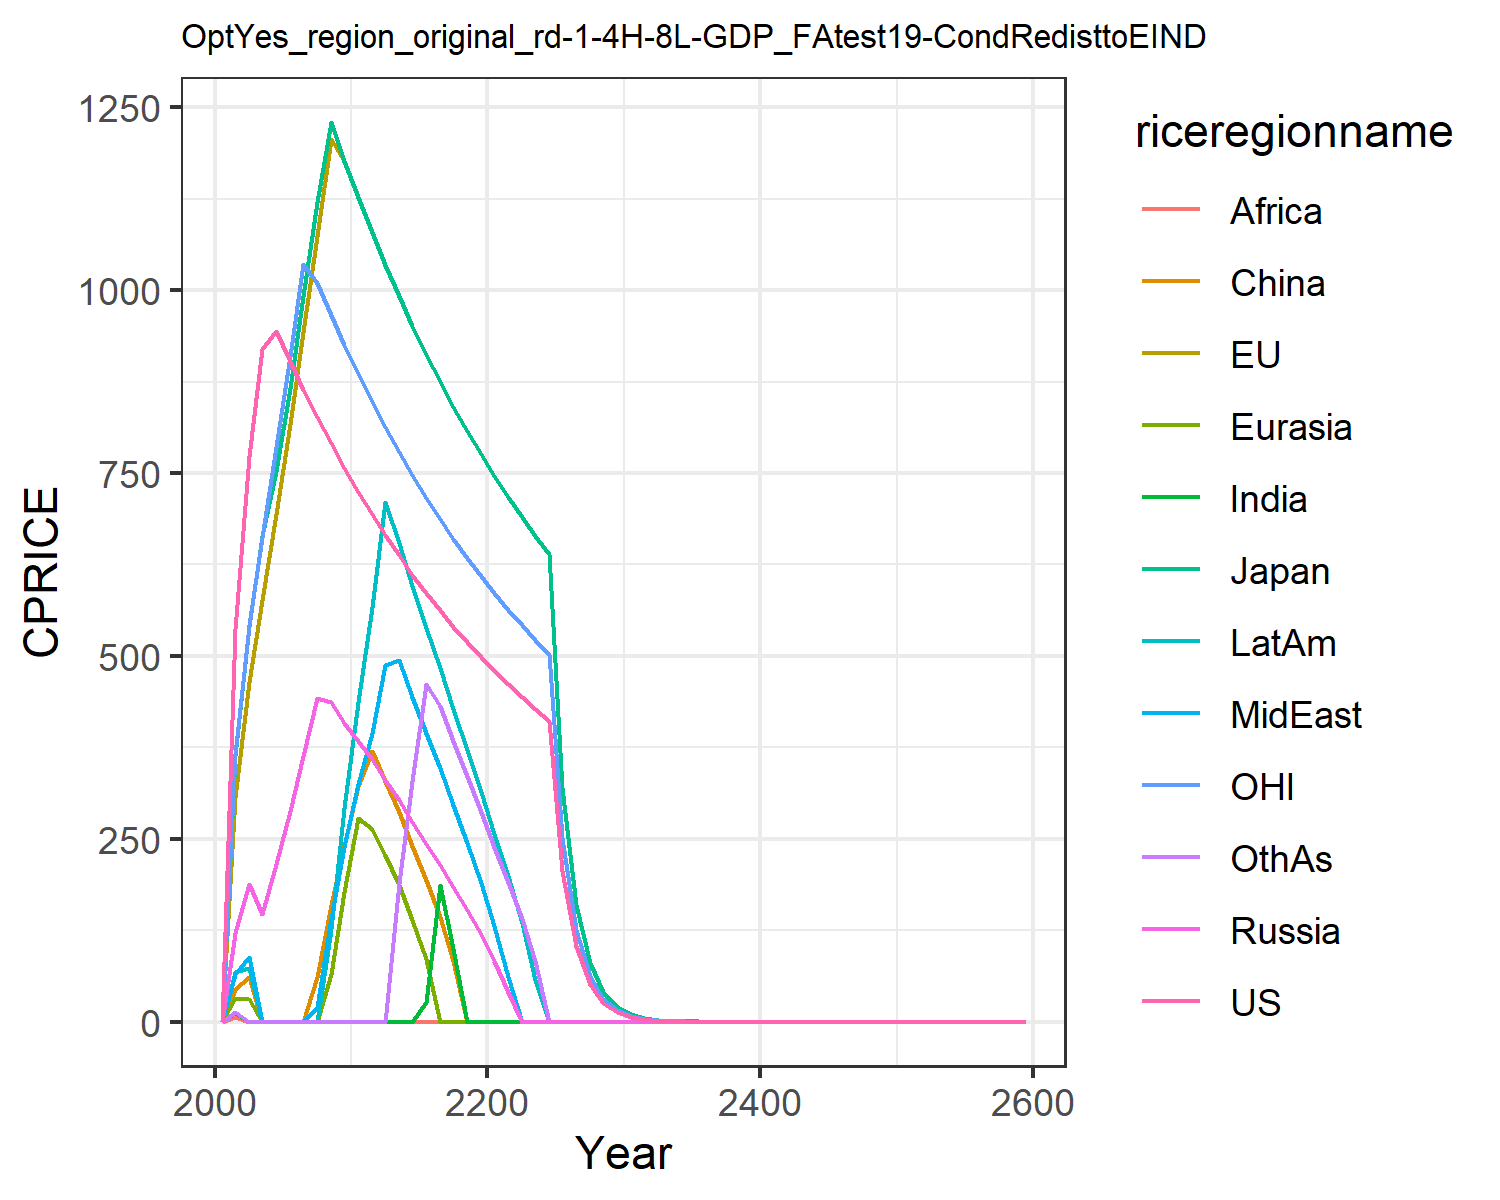 OptYes_region_original_rd-1-4H-8L-GDP_FAtest19-CondRedisttoEIND
1250
1000
750
500
250
0
CPRICE
2000
2200
2400
2600
Year
riceregionname
Africa
China
EU
Eurasia
India
Japan
LatAm
MidEast
OHI
OthAs
Russia
US